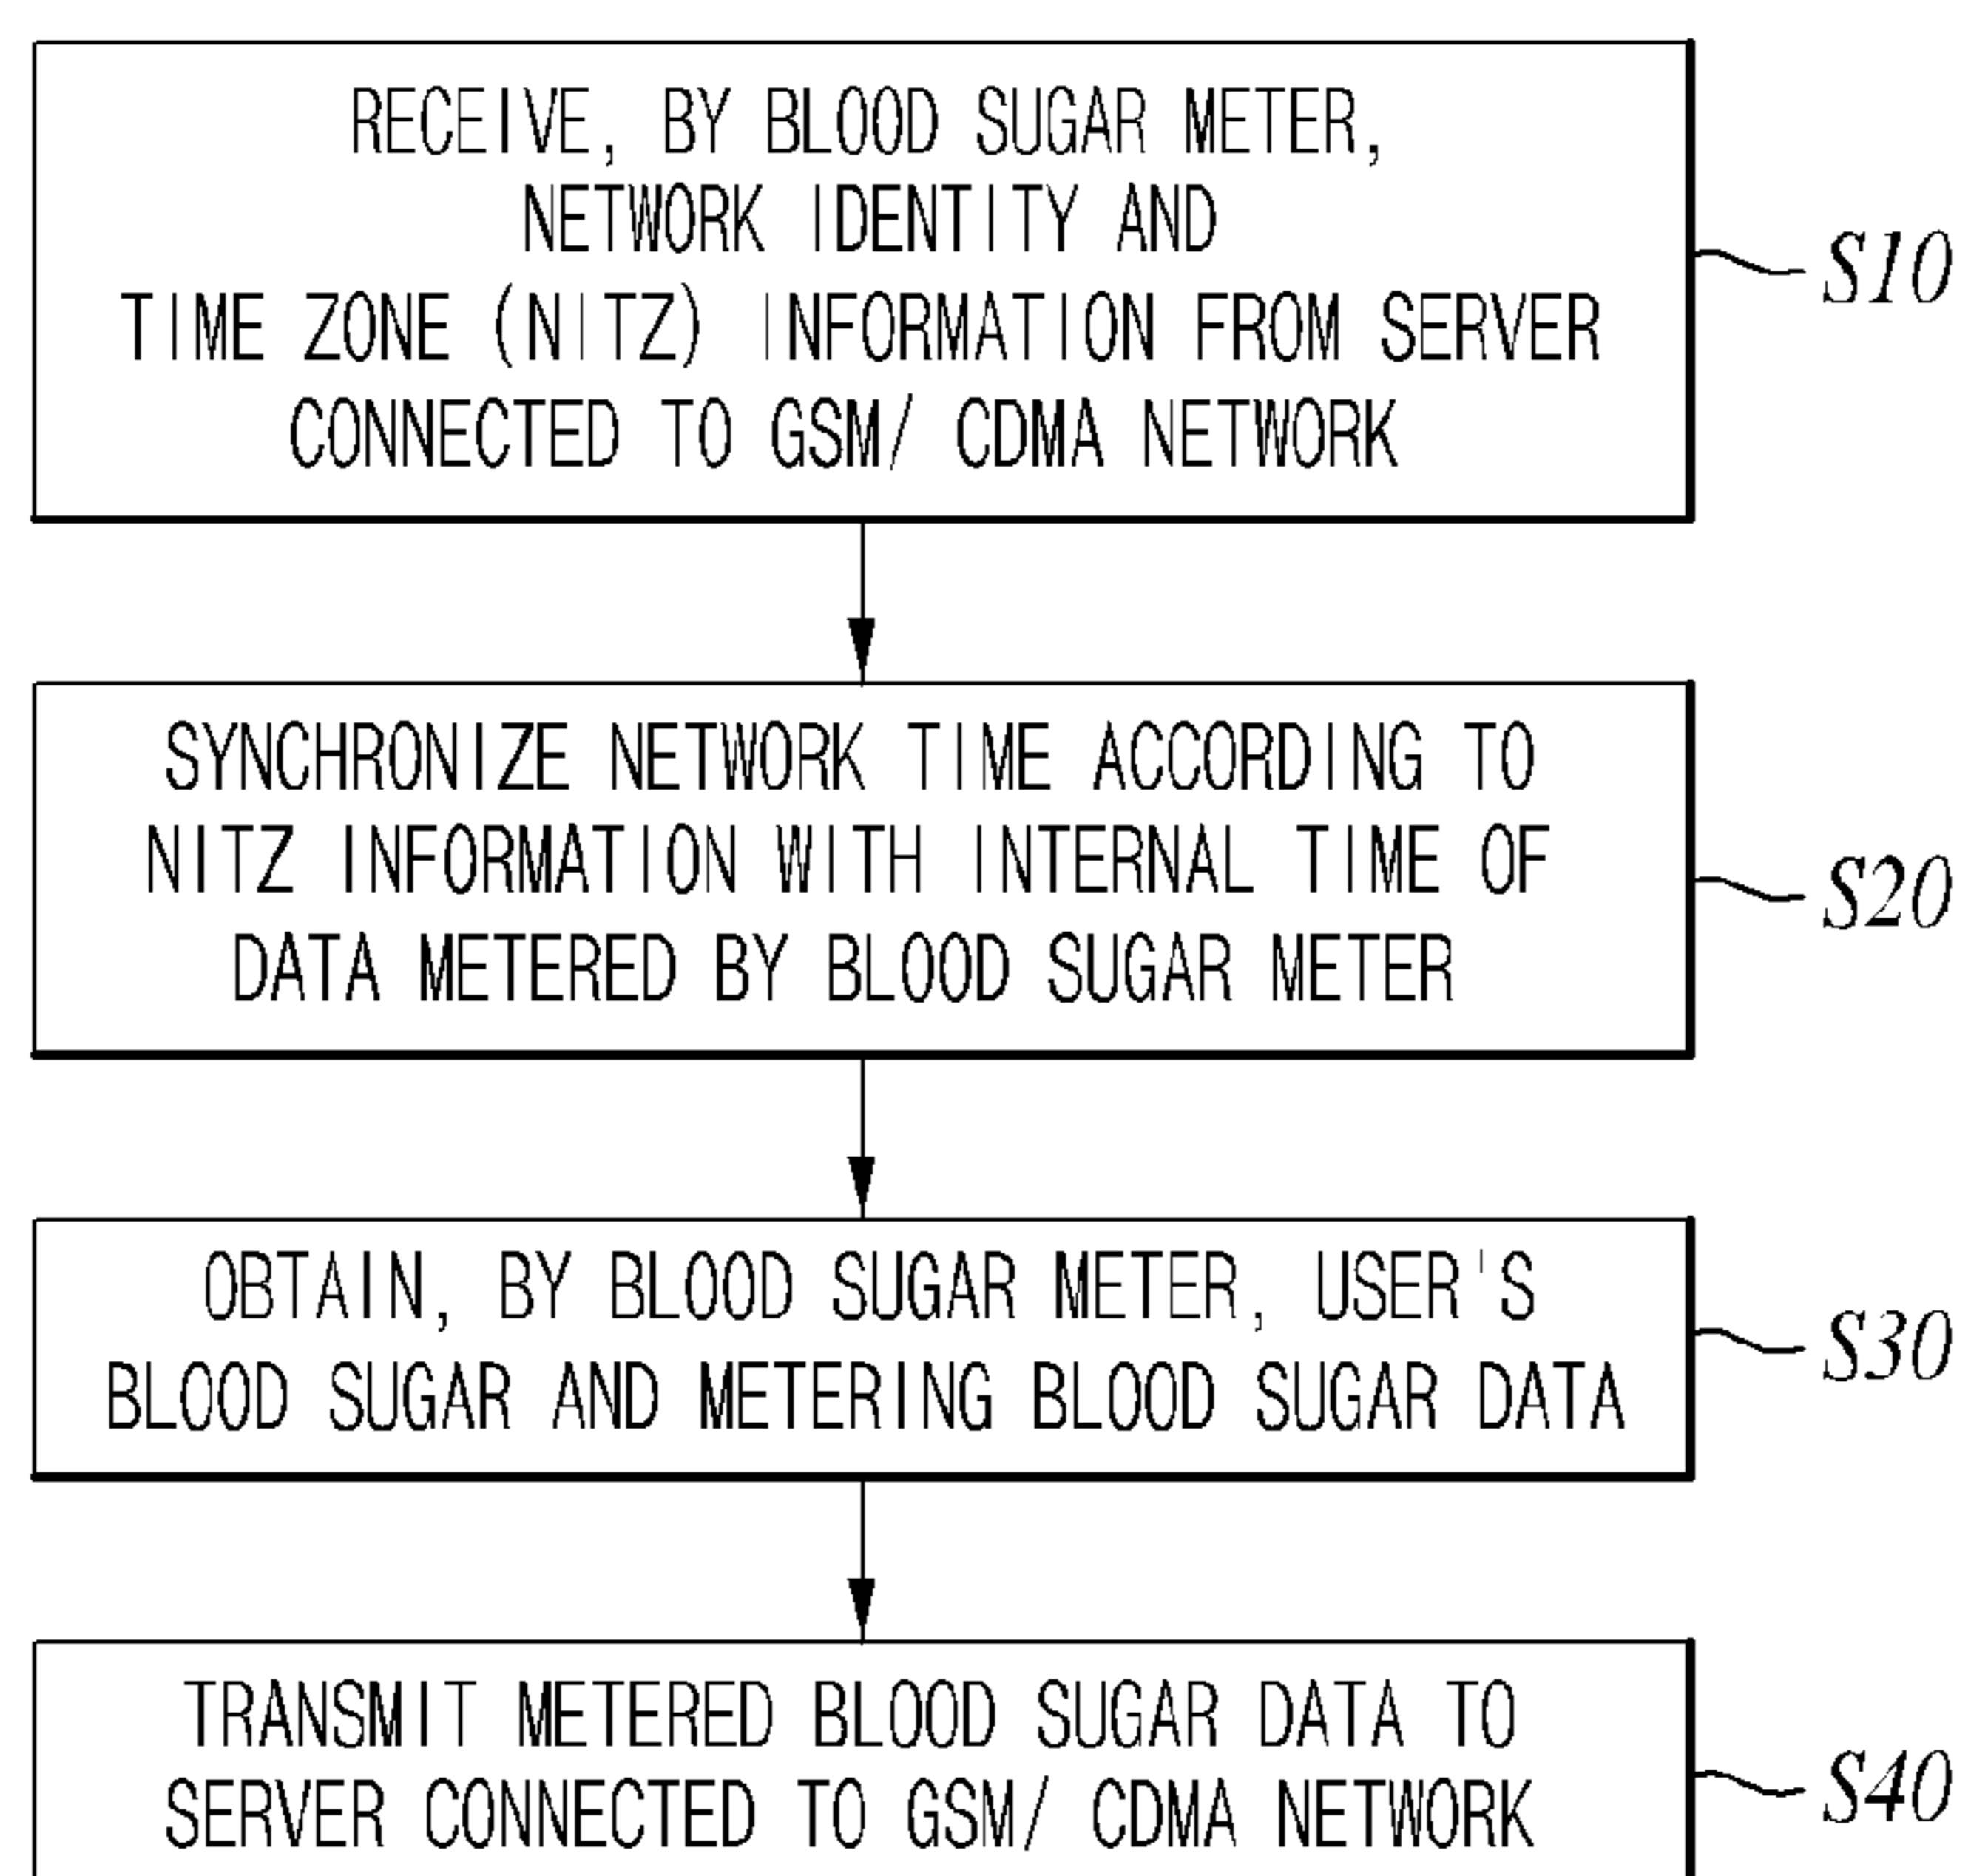 RECEIVE, BY BLOOD SUGAR METER,
NETWORK IDENTITY AND
TIME ZONE (NITZ) INFORMATION FROM SERVER
CONNECTED TO GSM/ CDMA NETWORK
S10
SYNCHRONIZE NETWORK TIME ACCORDING TO
NITZ INFORMATION WITH INTERNAL TIME OF
DATA METERED BY BLOOD SUGAR METER
S20
OBTAIN, BY BLOOD SUGAR METER, USER'S
BLOOD SUGAR AND METERING BLOOD SUGAR DATA
S30
TRANSMIT METERED BLOOD SUGAR DATA TO
SERVER CONNECTED TO GSM/ CDMA NETWORK
S40